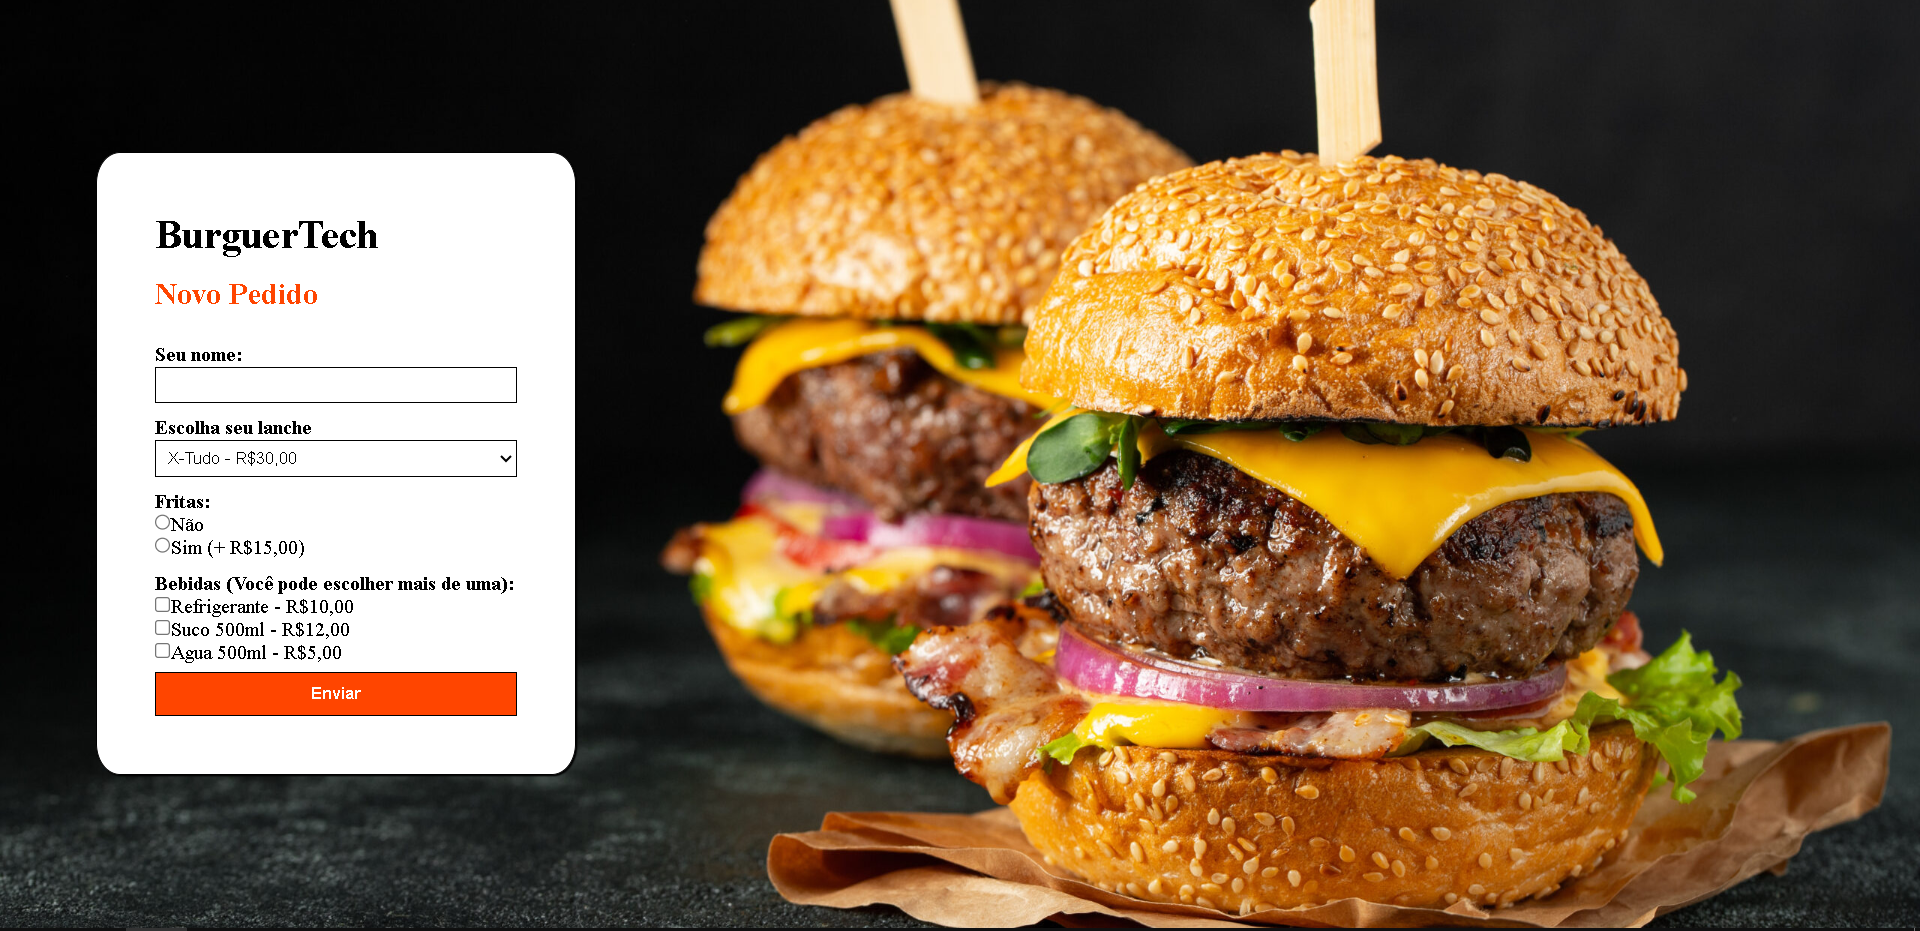 BurguerTech
Novo Pedido
Seu nome:
Escolha seu lanche
X-Tudo - R$30,00
Fritas:
Não
Sim (+ R$15,00)
Bebidas (Você pode escolher mais de uma):
Refrigerante - R$10,00
Suco 500ml - R$12,00
Agua 500ml - R$5,00
Enviar